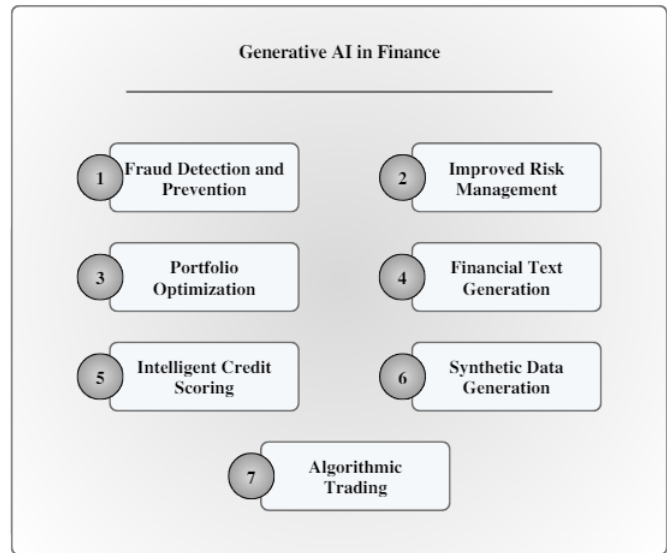 Generative AI in Finance
1
Fraud Detection and
Prevention
2
Improved Risk
Management
3
Portfolio
Optimization
4
Financial Text
Generation
5
Intelligent Credit
Scoring
6
Synthetic Data
Generation
7
Algorithmic
Trading